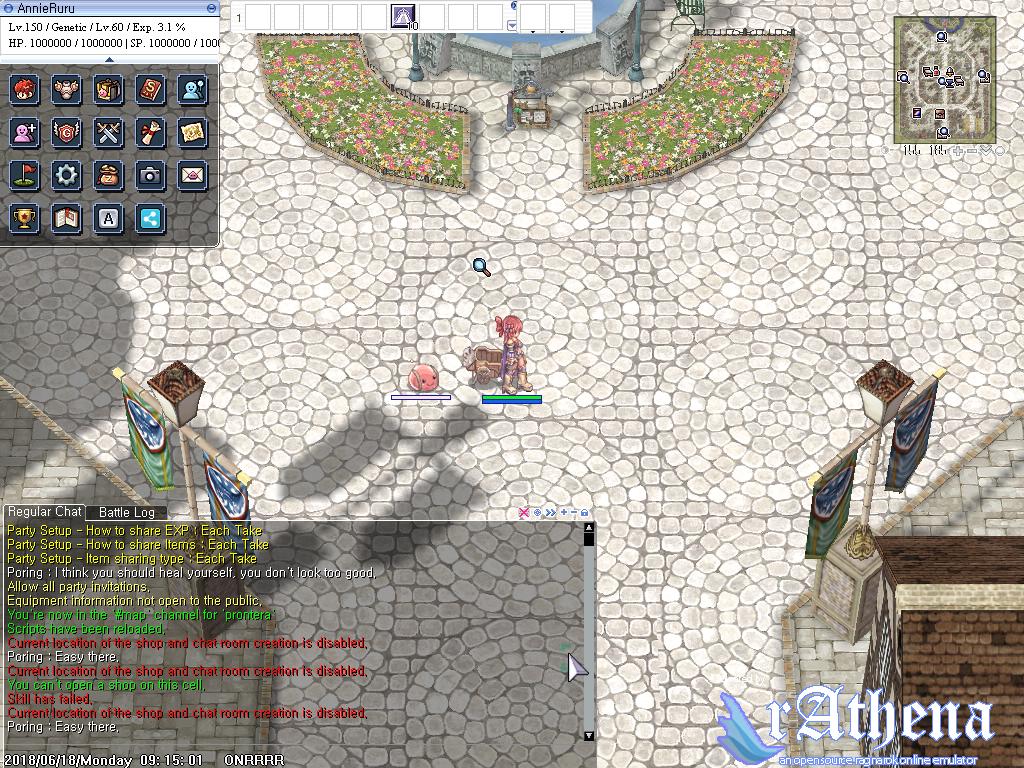 AnnieRuru
Lv.150 / Genetic / Lv.60 / Exp. 3.1 %
HP. 1000000 / 1000000 | SP. 1000000 / 100
1
10
S
G
A
Regular Chat
Battle Log
Party Setup - How to share EXP : Each Take
Party Setup - How to share Items : Each Take
Party Setup - Item sharing type : Each Take
Poring : I think you should heal yourself, you don't look too good.
Allow all party invitations.
Equipment information not open to the public.
You're now in the '#map' channel for 'prontera'
Scripts have been reloaded.
Current location of the shop and chat room creation is disabled.
Poring : Easy there.
Current location of the shop and chat room creation is disabled.
You can't open a shop on this cell.
Skill has failed.
Current location of the shop and chat room creation is disabled.
Poring : Easy there.
2018/06/18/Monday 09:15:01 ONRRRR
rAthena
an opensource ragnarok online emulator